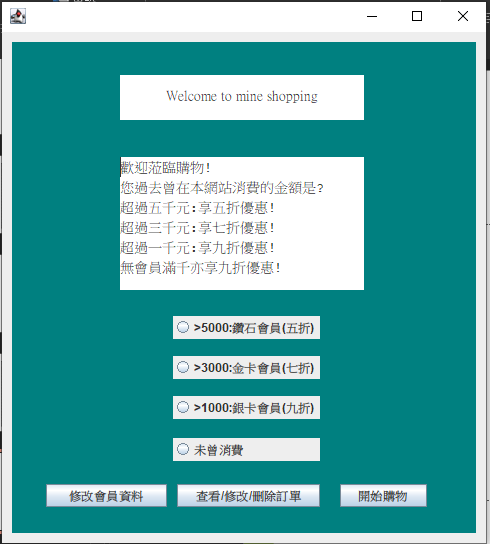 Welcome to mine shopping
歡迎蒞臨購物!
您過去曾在本網站消費的金額是?
超過五千元:享五折優惠!
超過三千元:享七折優惠!
超過一千元:享九折優惠!
無會員滿千亦享九折優惠!
>5000:鑽石會員(五折)
>3000:金卡會員(七折)
>1000:銀卡會員(九折)
未曾消費
修改會員資料 查看/修改/刪除訂單 開始購物